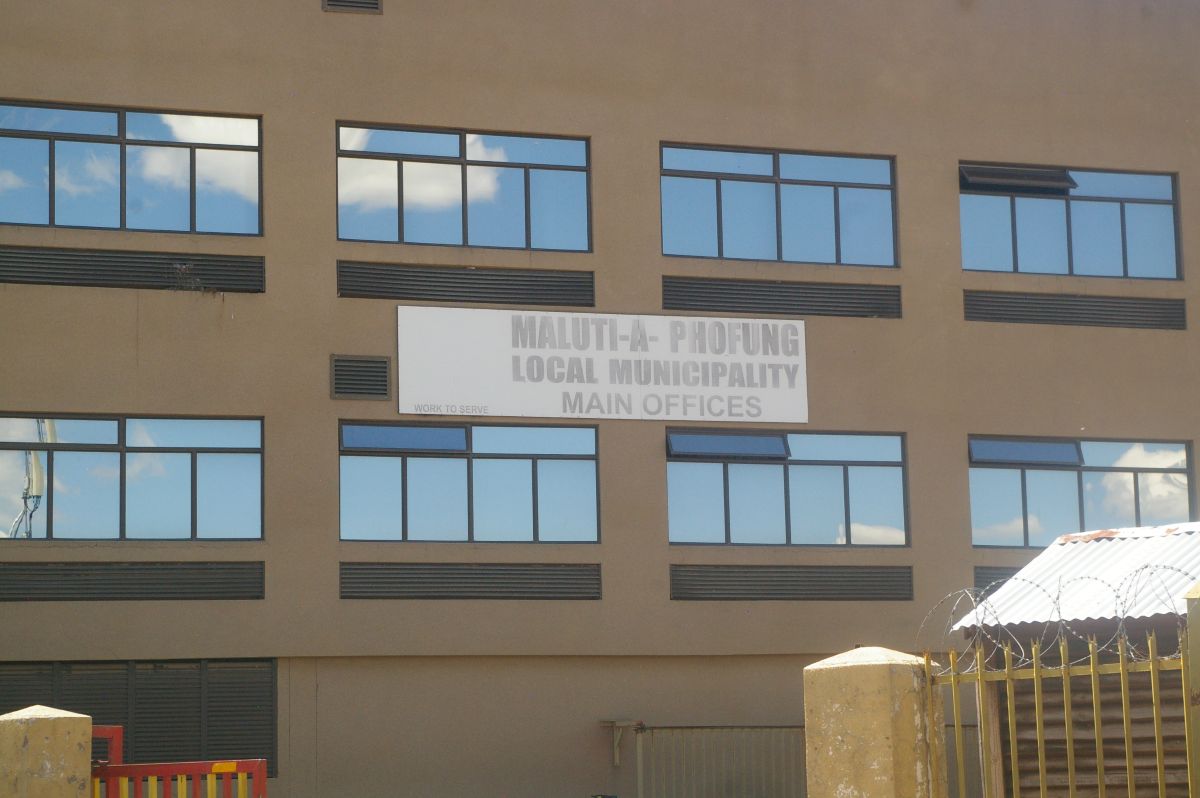 MALUTI-A- PHOFUNG
LOCAL MUNICIPALITY
MAIN OFFICES
WORK TO SERVE